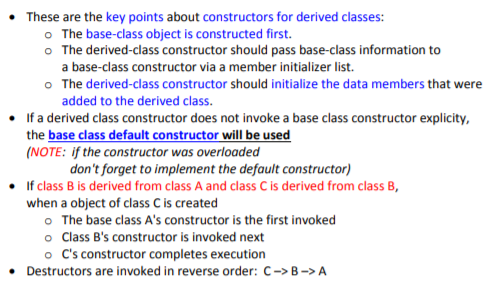 • These are the key points about constructors for derived classes:
o The base-class object is constructed first.
o The derived-class constructor should pass base-class information to
a base-class constructor via a member initializer list.
o The derived-class constructor should initialize the data members that were
added to the derived class.
• If a derived class constructor does not invoke a base class constructor explicity,
the base class default constructor will be used
(NOTE: if the constructor was overloaded
don't forget to implement the default constructor)
• If class B is derived from class A and class C is derived from class B,
when a object of class C is created
o The base class A's constructor is the first invoked
o Class B's constructor is invoked next
o C's constructor completes execution
• Destructors are invoked in reverse order: C –> B –> A